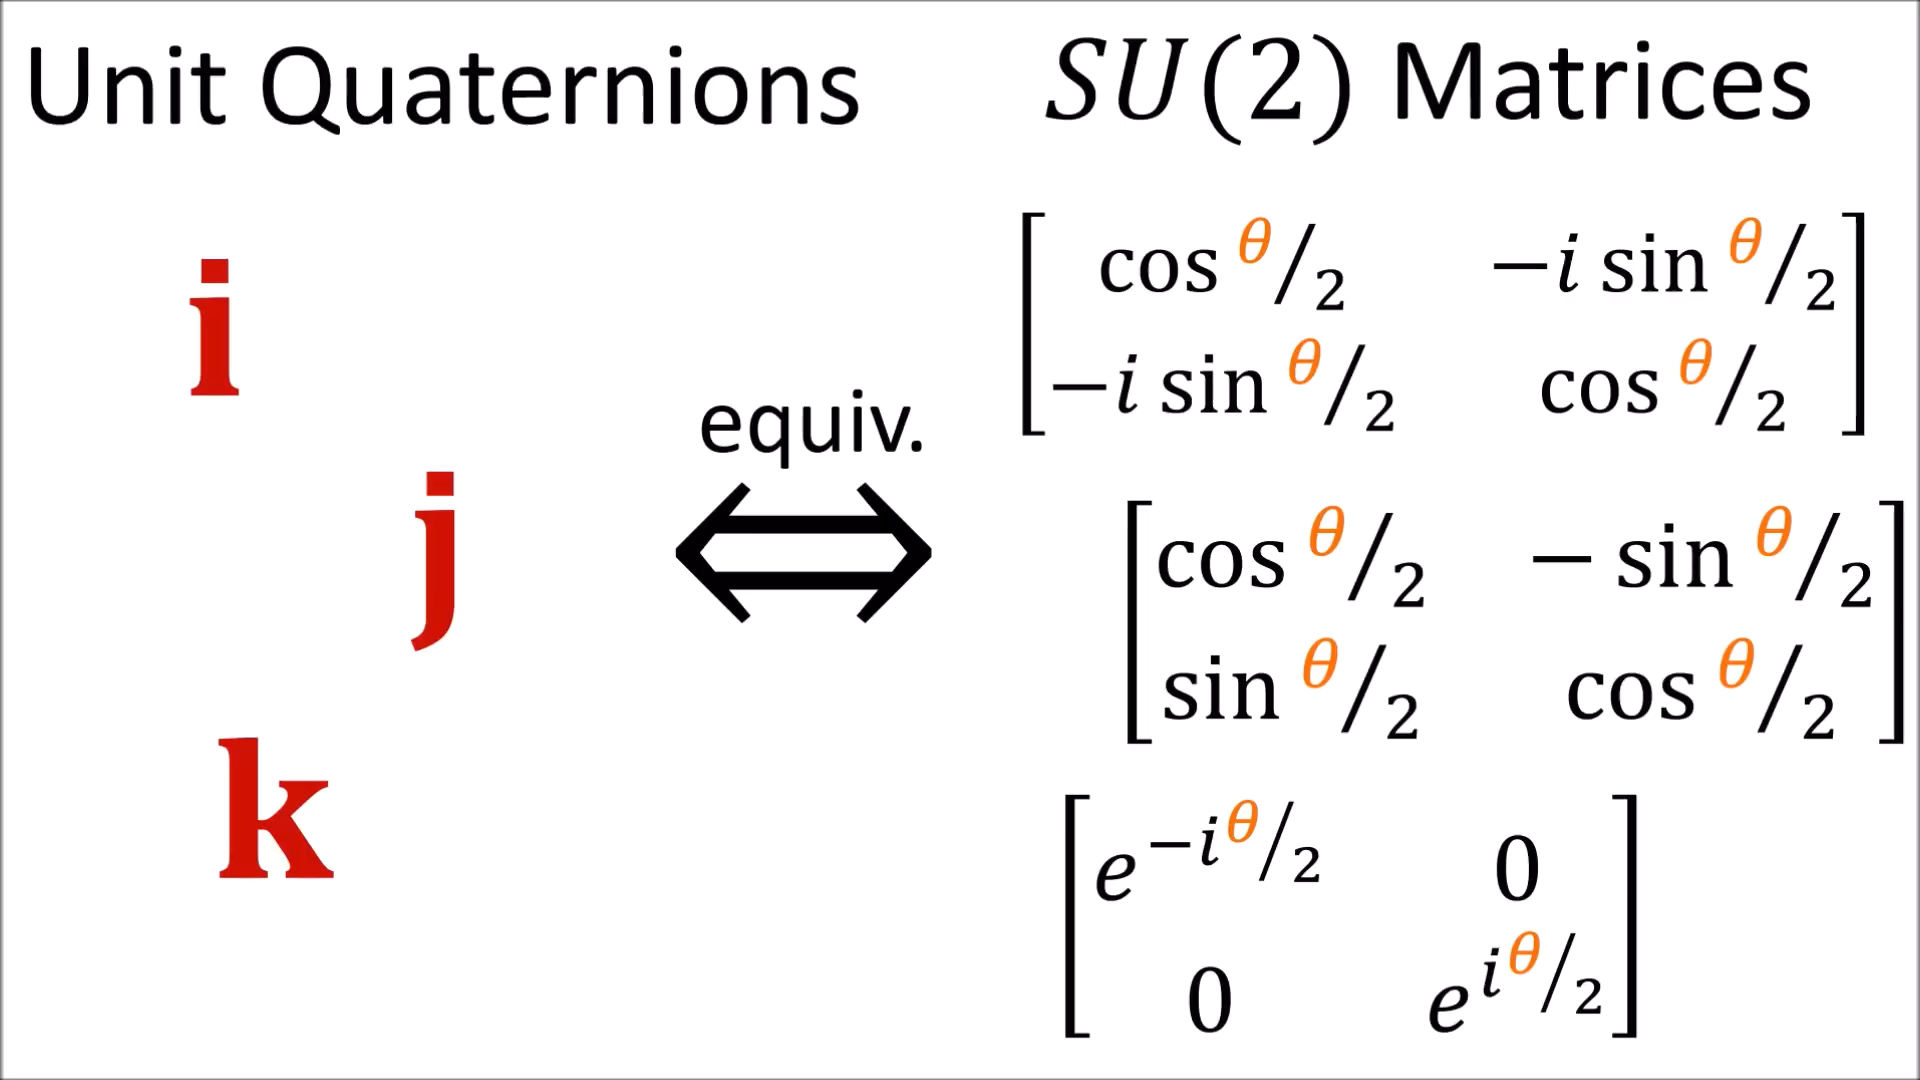 Unit Quaternions
SU(2) Matrices
i
j
k
equiv.
cos θ/2 −i sin θ/2
−i sin θ/2 cos θ/2
cos θ/2 − sin θ/2
sin θ/2 cos θ/2
e^−iθ/2 0
0 e^iθ/2